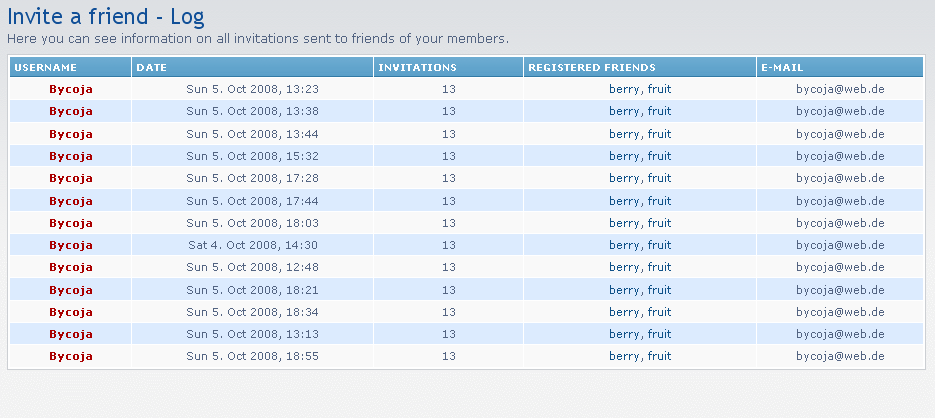 Invite a friend - Log
Here you can see information on all invitations sent to friends of your members.
USERNAME DATE INVITATIONS REGISTERED FRIENDS E-MAIL
Bycoja Sun 5. Oct 2008, 13:23 13 berry, fruit bycoja@web.de
Bycoja Sun 5. Oct 2008, 13:38 13 berry, fruit bycoja@web.de
Bycoja Sun 5. Oct 2008, 13:44 13 berry, fruit bycoja@web.de
Bycoja Sun 5. Oct 2008, 15:32 13 berry, fruit bycoja@web.de
Bycoja Sun 5. Oct 2008, 17:28 13 berry, fruit bycoja@web.de
Bycoja Sun 5. Oct 2008, 17:44 13 berry, fruit bycoja@web.de
Bycoja Sun 5. Oct 2008, 18:03 13 berry, fruit bycoja@web.de
Bycoja Sat 4. Oct 2008, 14:30 13 berry, fruit bycoja@web.de
Bycoja Sun 5. Oct 2008, 12:48 13 berry, fruit bycoja@web.de
Bycoja Sun 5. Oct 2008, 18:21 13 berry, fruit bycoja@web.de
Bycoja Sun 5. Oct 2008, 18:34 13 berry, fruit bycoja@web.de
Bycoja Sun 5. Oct 2008, 13:13 13 berry, fruit bycoja@web.de
Bycoja Sun 5. Oct 2008, 18:55 13 berry, fruit bycoja@web.de